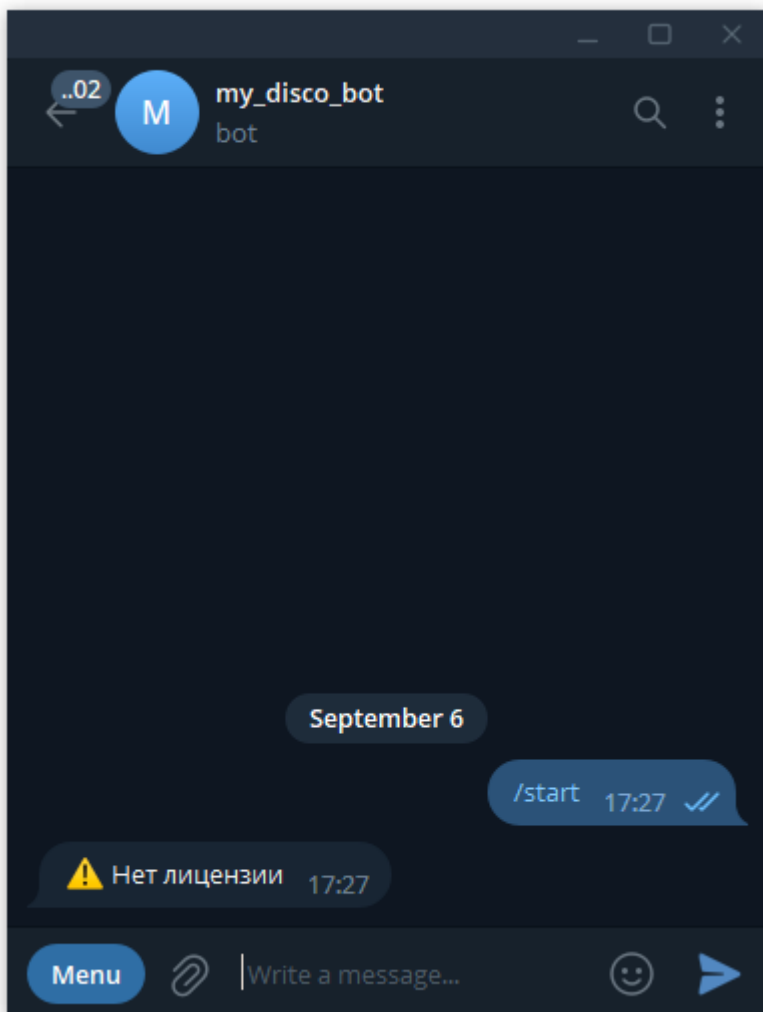 ..02
M
my_disco_bot
bot
September 6
/start 17:27
⚠️ Нет лицензии 17:27
Menu
Write a message...